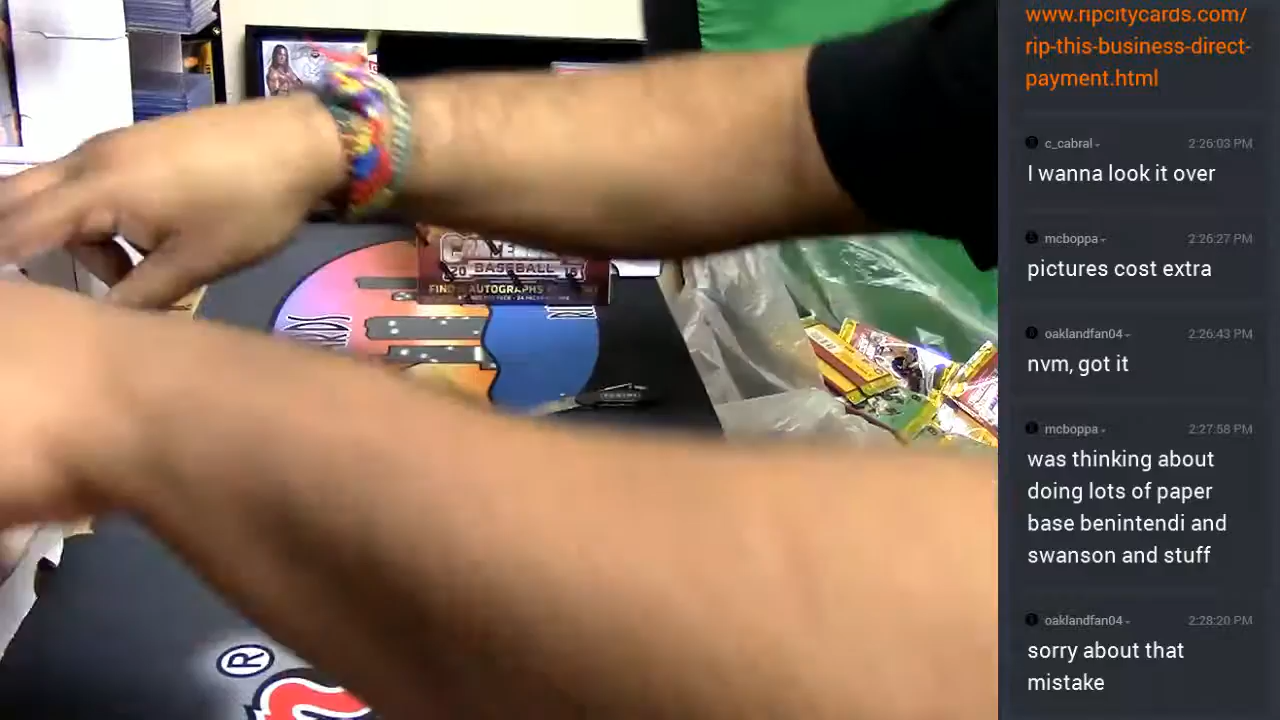 www.ripcitycards.com/
rip-this-business-direct-
payment.html
c_cabral
2:26:03 PM
I wanna look it over
mcboppa
2:26:27 PM
pictures cost extra
oaklandfan04
2:26:43 PM
nvm, got it
mcboppa
2:27:58 PM
was thinking about
doing lots of paper
base benintendi and
swanson and stuff
oaklandfan04
2:28:20 PM
sorry about that
mistake
BASEBALL
AUTOGRAPHS
PANINI
®